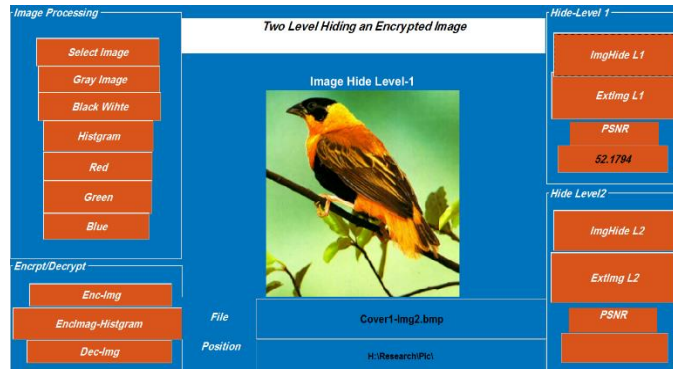 Image Processing
Select Image
Gray Image
Black Wihte
Histgram
Red
Green
Blue
Encrpt/Decrypt
Enc-Img
EncImag-Histgram
Dec-Img
Two Level Hiding an Encrypted Image
Image Hide Level-1
File
Cover1-Img2.bmp
Position
H:\Research\Pic\
Hide-Level 1
ImgHide L1
ExtImg L1
PSNR
52.1794
Hide Level2
ImgHide L2
ExtImg L2
PSNR